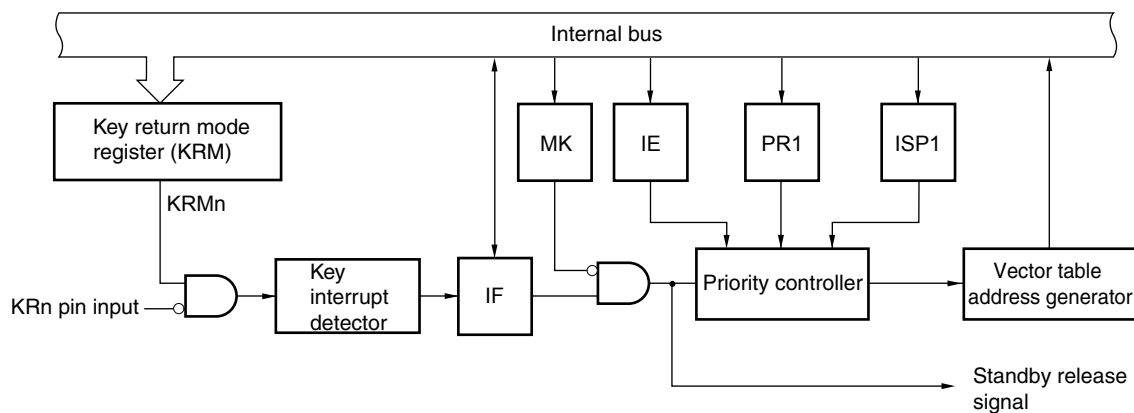 Internal bus
Key return mode
register (KRM)
MK
IE
PR1
ISP1
KRMn
KRn pin input
Key
interrupt
detector
IF
Priority controller
Vector table
address generator
Standby release
signal